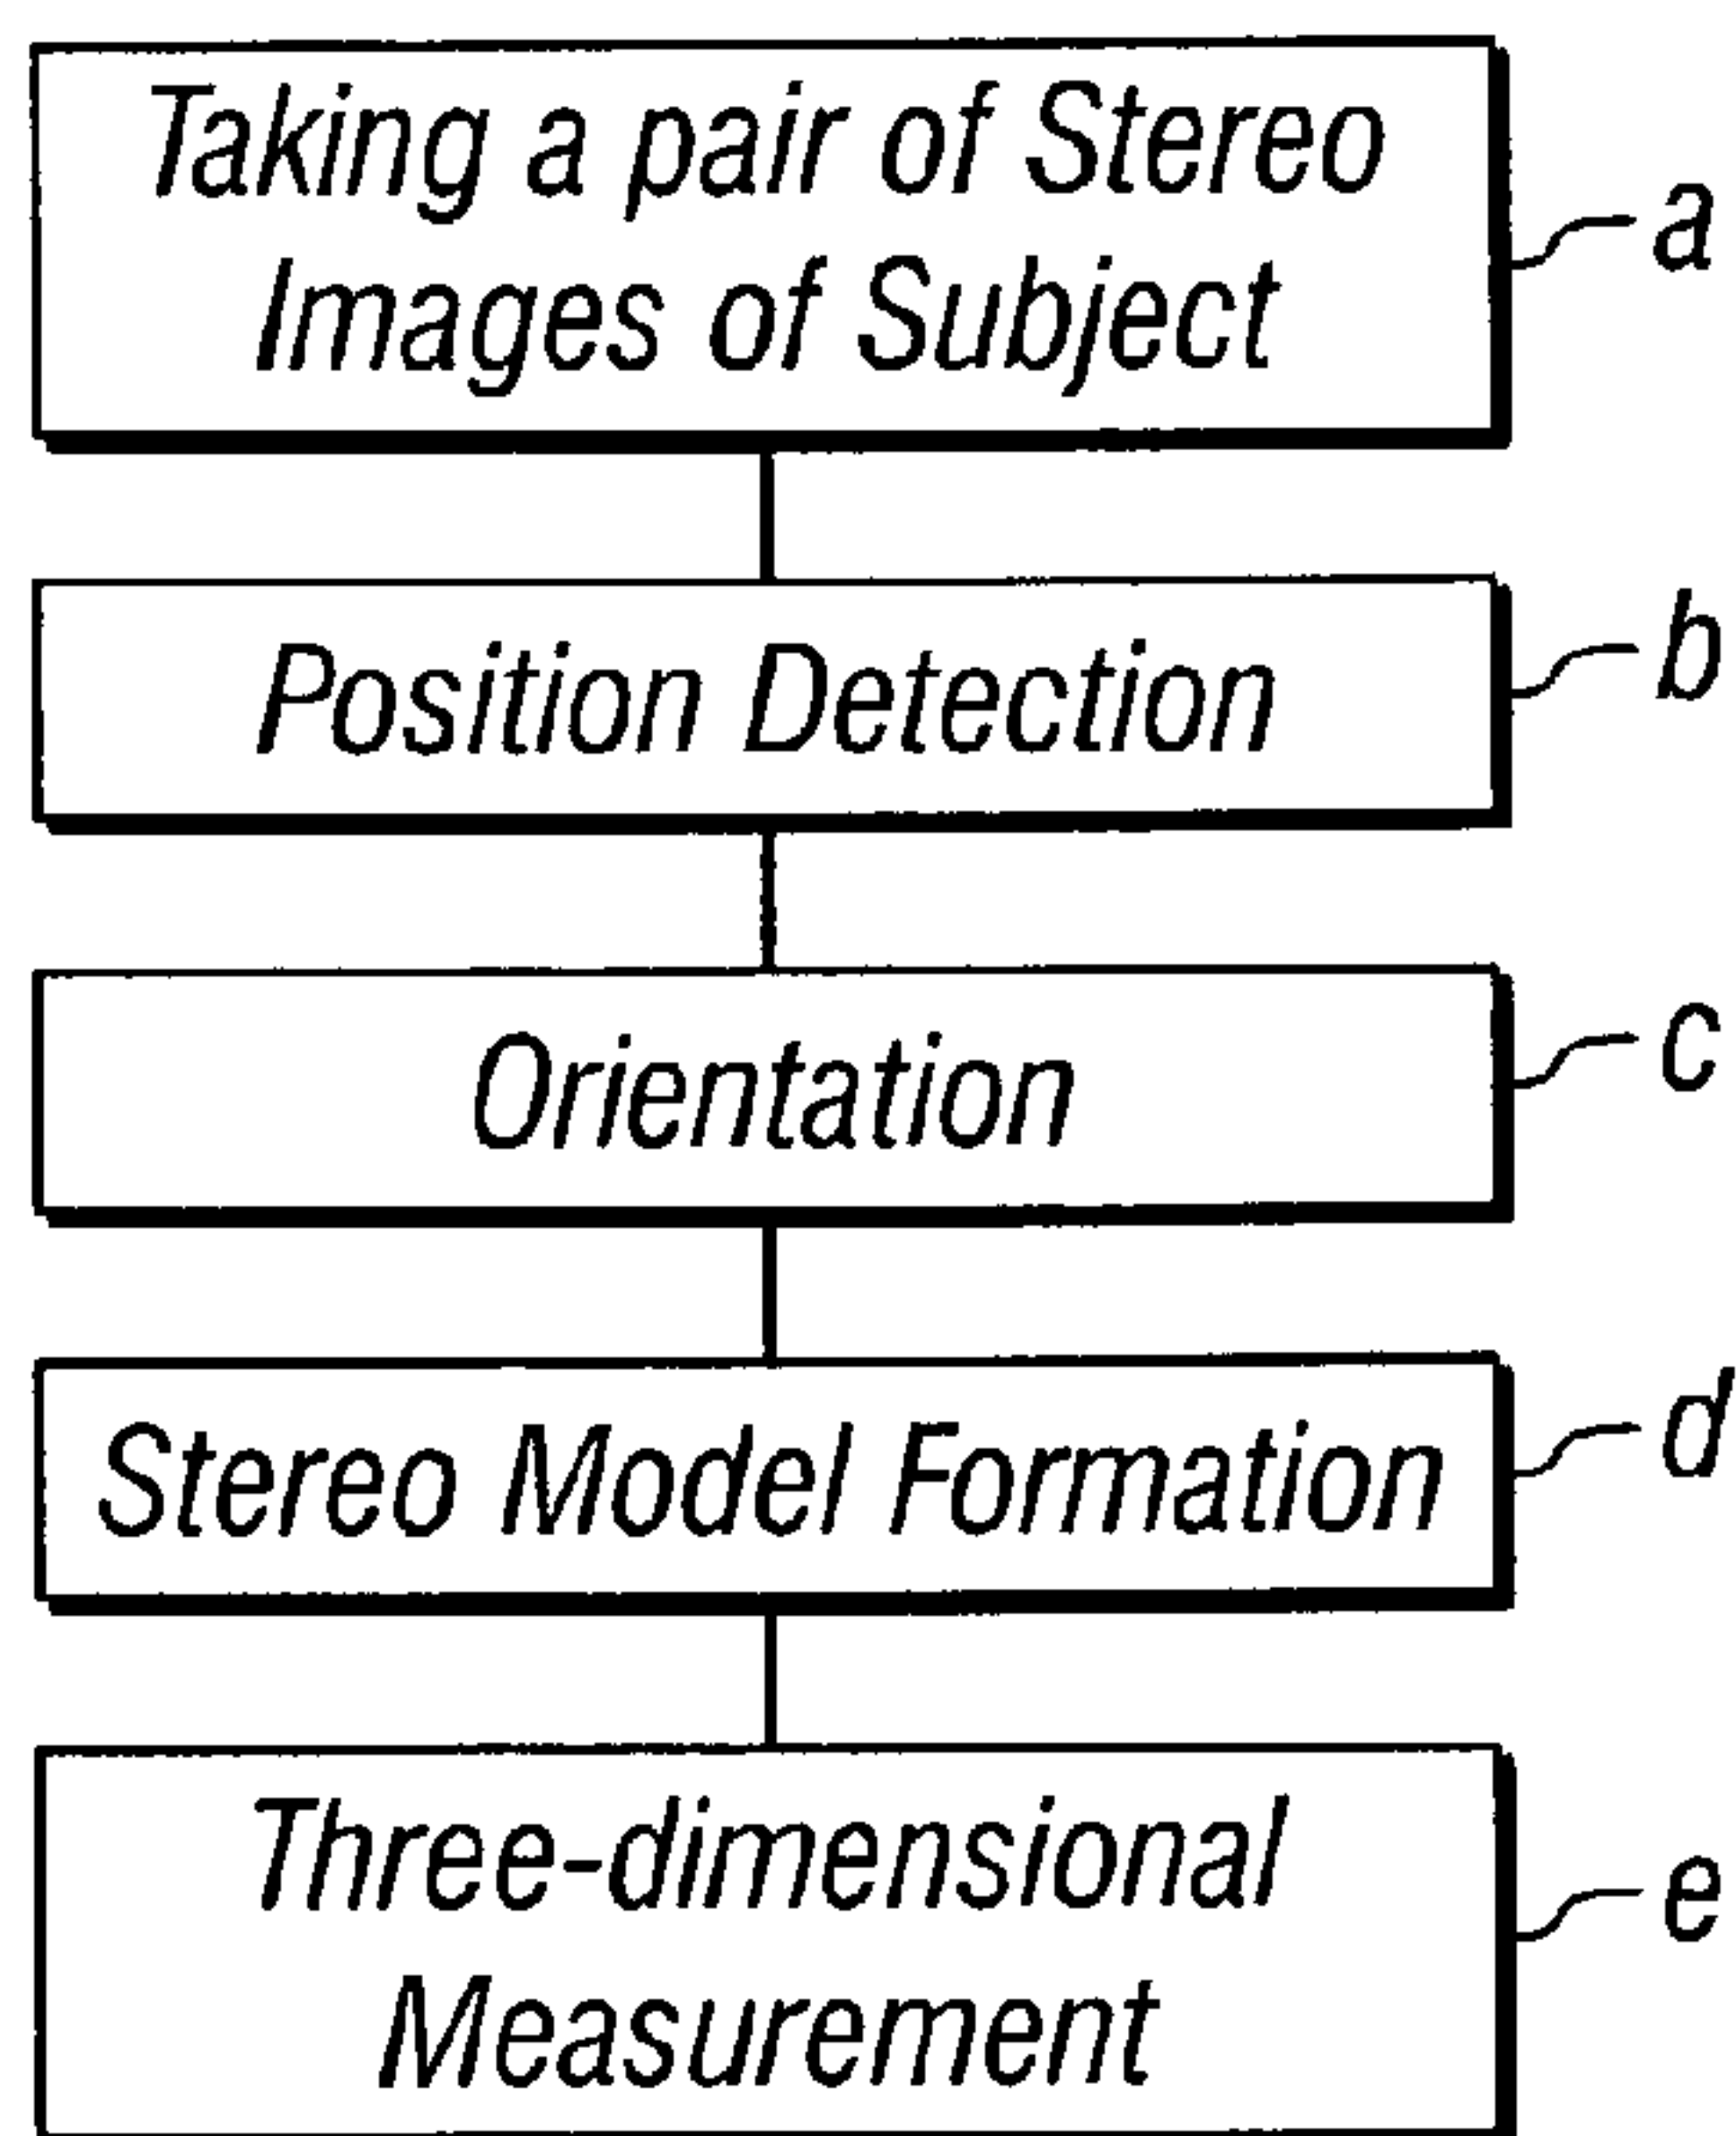 Taking a pair of Stereo
Images of Subject
a
Position Detection
b
Orientation
c
Stereo Model Formation
d
Three-dimensional
Measurement
e